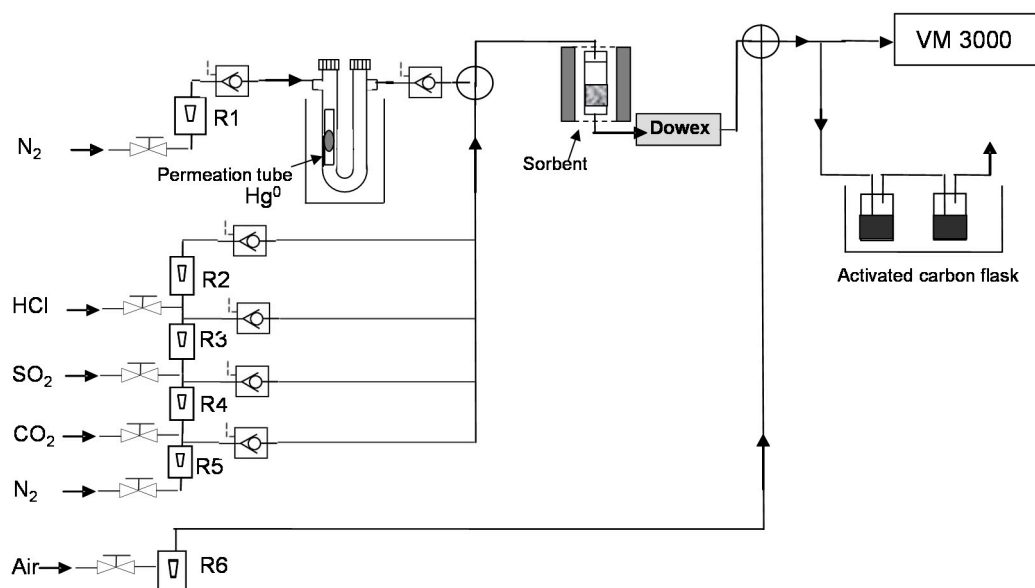 VM 3000
R1
N₂
Permeation tube
Hg⁰
Dowex
Sorbent
Activated carbon flask
R2
HCl
R3
SO₂
R4
CO₂
R5
N₂
Air
R6